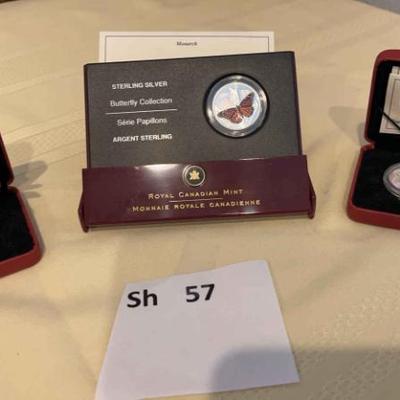 Monarch
STERLING SILVER
Butterfly Collection
Série Papillons
ARGENT STERLING
ROYAL CANADIAN MINT
MONNAIE ROYALE CANADIENNE
Sh 57